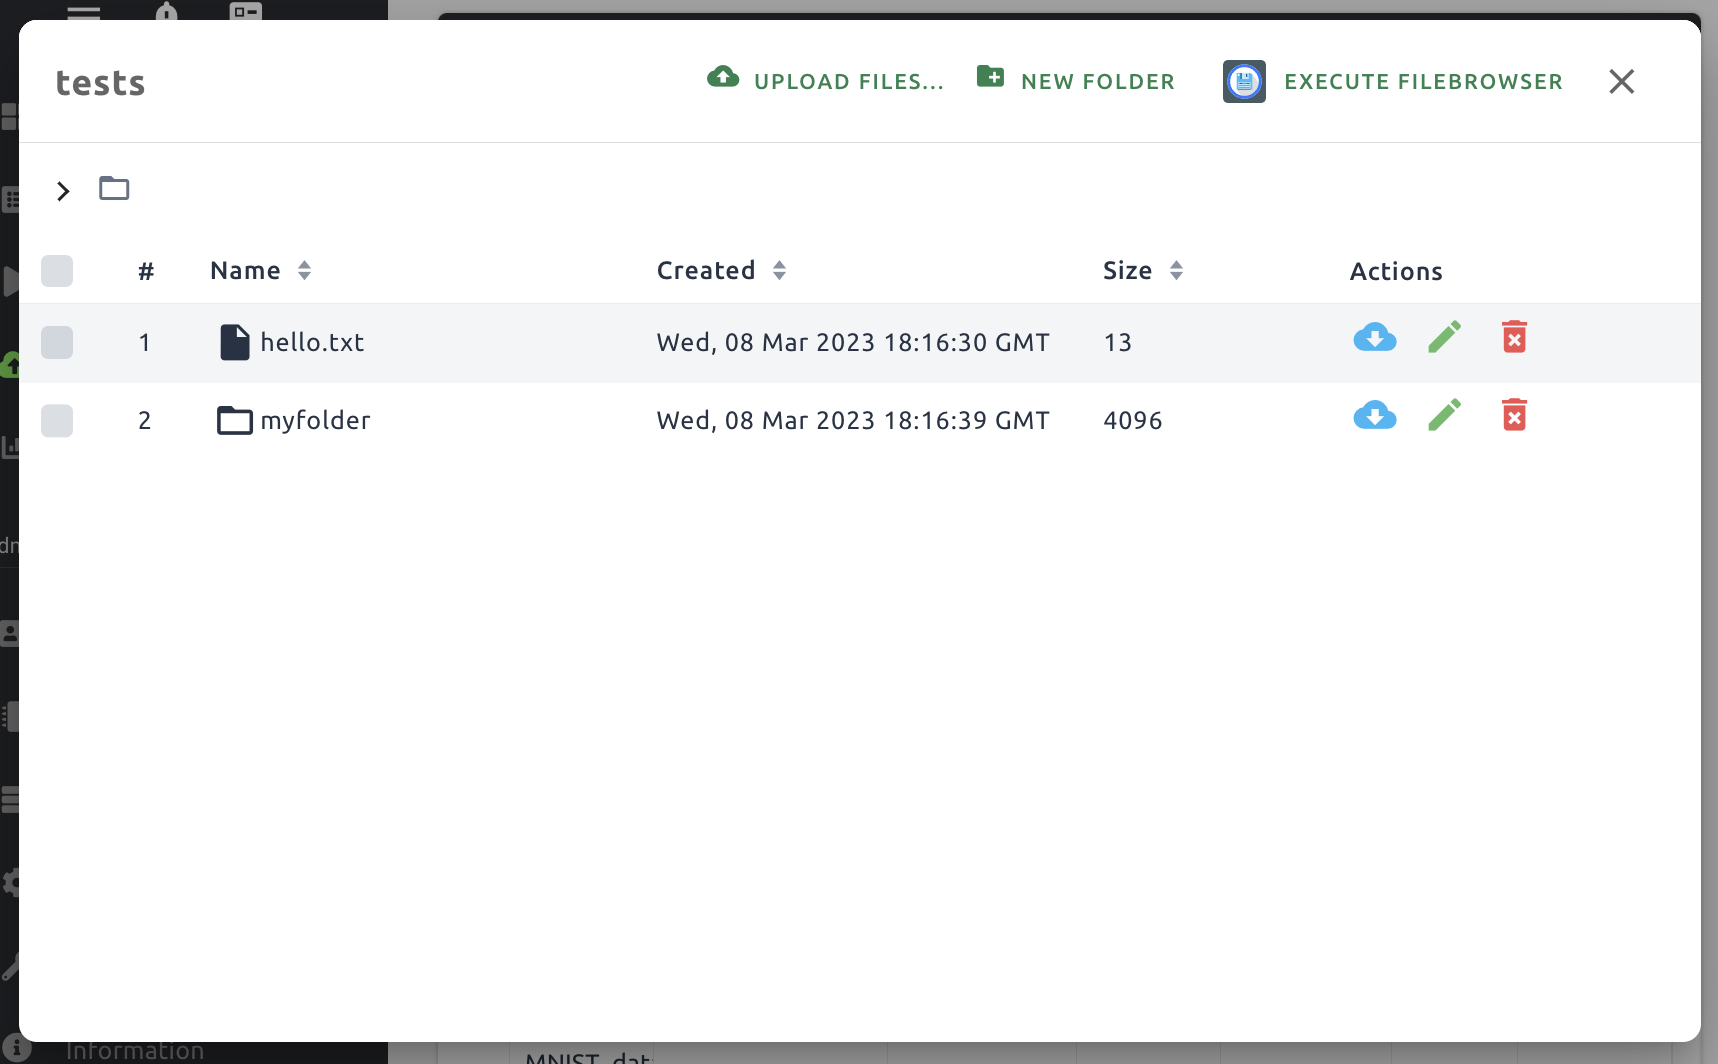 tests
UPLOAD FILES...
NEW FOLDER
EXECUTE FILEBROWSER
# Name Created Size Actions
1 hello.txt Wed, 08 Mar 2023 18:16:30 GMT 13
2 myfolder Wed, 08 Mar 2023 18:16:39 GMT 4096
Information